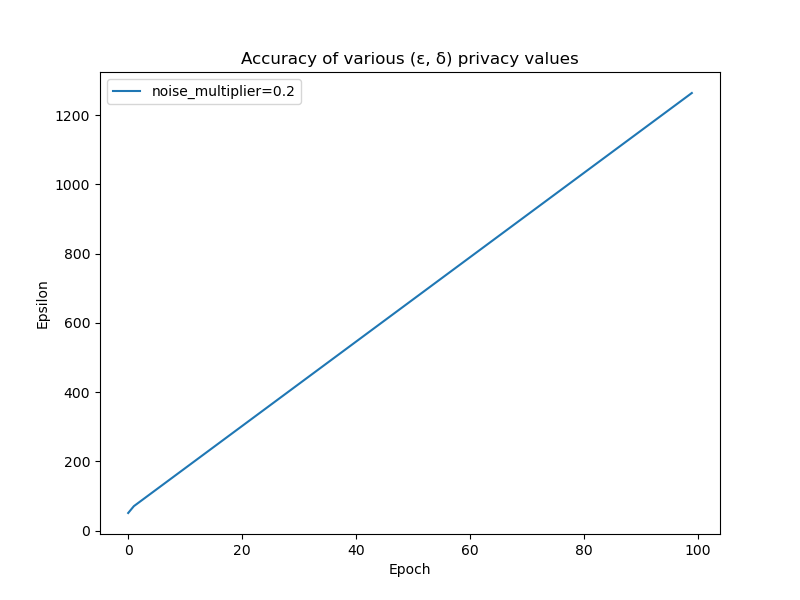 Accuracy of various (ε, δ) privacy values
noise_multiplier=0.2
1200
1000
800
600
400
200
0
Epsilon
0 20 40 60 80 100
Epoch